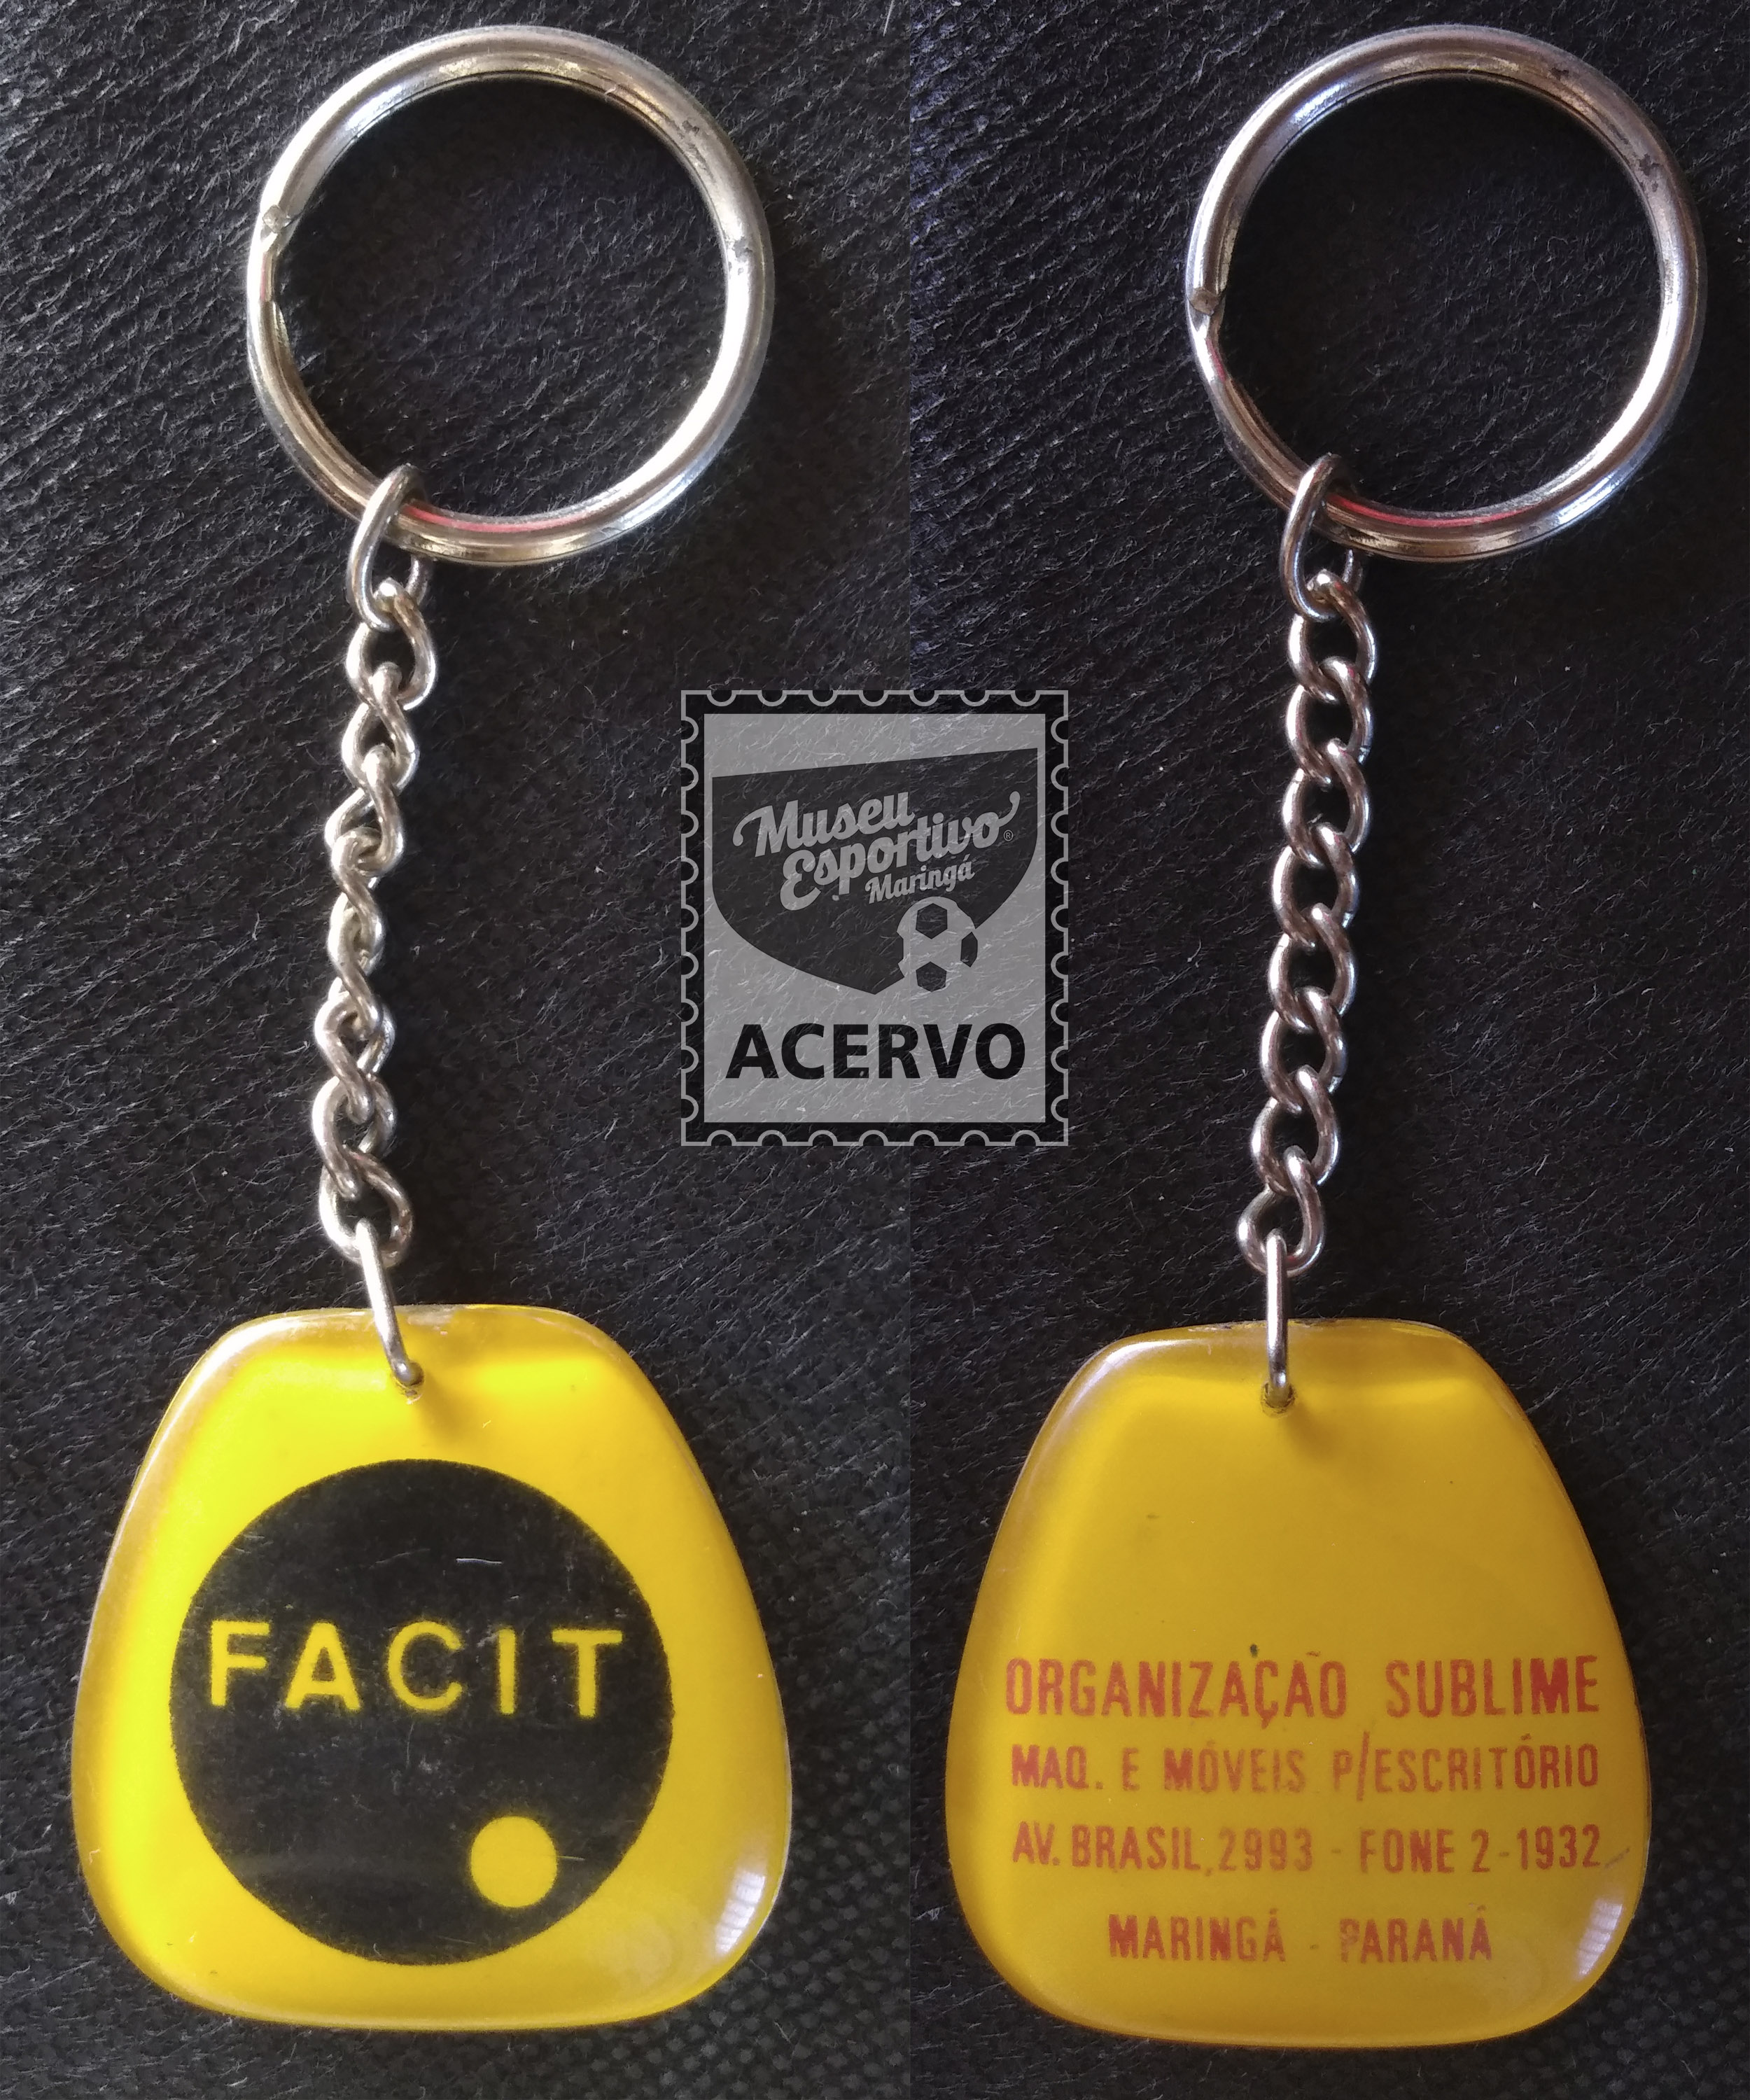 Museu
Esportivo®
Maringá
ACERVO
FACIT
ORGANIZAÇÃO SUBLIME
MAQ. E MÓVEIS P/ESCRITÓRIO
AV. BRASIL, 2993 - FONE 2-1932
MARINGÁ - PARANÁ